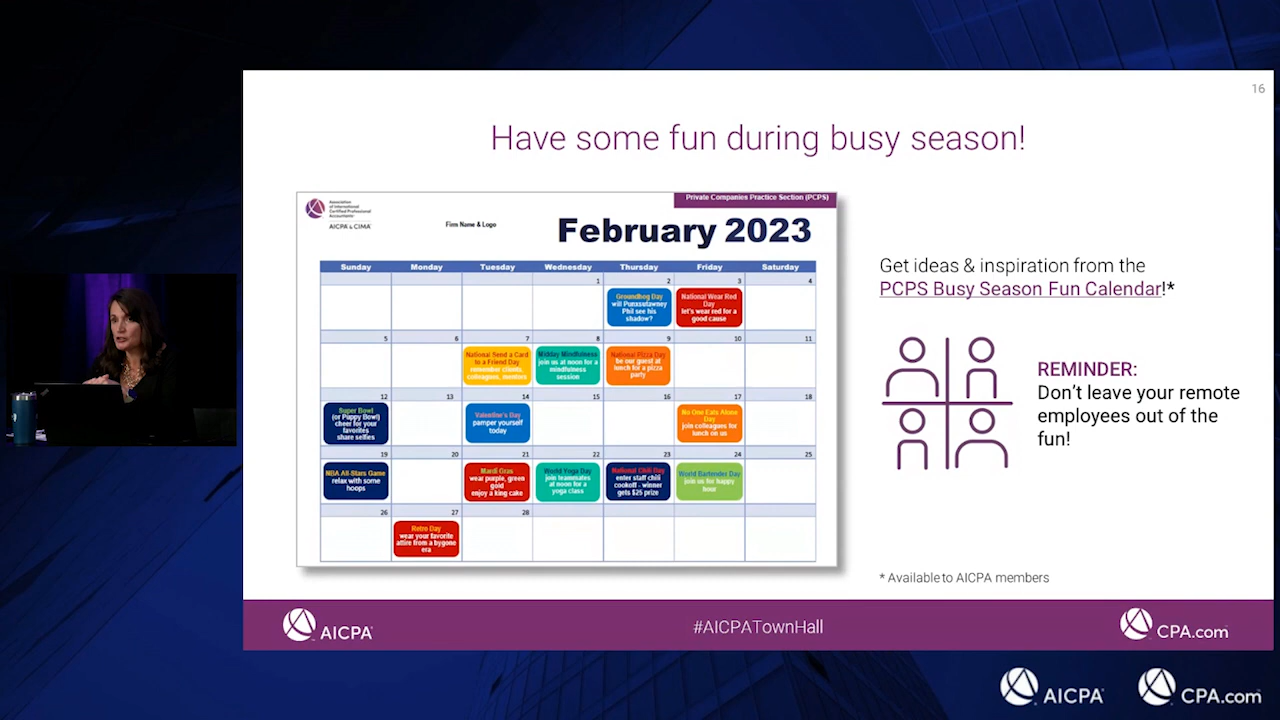 16
Have some fun during busy season!
Private Companies Practice Section (PCPS)
Association
of International
Certified Professional
Accountants
AICPA & CIMA
Firm Name & Logo
February 2023
Sunday Monday Tuesday Wednesday Thursday Friday Saturday
1 2 3 4
Groundhog Day
will Punxsutawney
Phil see his
shadow?
National Wear Red
Day
let's wear red for a
good cause
5 6 7 8 9 10 11
National Send a Card
to a Friend Day
remember clients,
colleagues, mentors
Midday Mindfulness
join us at noon for a
mindfulness
session
National Pizza Day
be our guest at
lunch for a pizza
party
12 13 14 15 16 17 18
Super Bowl
(or Puppy Bowl)
cheer for your
favorites
share selfies
Valentine's Day
pamper yourself
today
No One Eats Alone
Day
join colleagues for
lunch on us
19 20 21 22 23 24 25
NBA All-Stars Game
relax with some
hoops
Mardi Gras
wear purple, green
gold
enjoy a king cake
World Yoga Day
join teammates
at noon for a
yoga class
National Chili Day
enter staff chili
cookoff - winner
gets $25 prize
World Bartender Day
join us for happy
hour
26 27 28
Retro Day
wear your favorite
attire from a bygone
era
Get ideas & inspiration from the
PCPS Busy Season Fun Calendar!*
REMINDER:
Don't leave your remote
employees out of the
fun!
* Available to AICPA members
AICPA
#AICPATownHall
CPA.com
AICPA
CPA.com